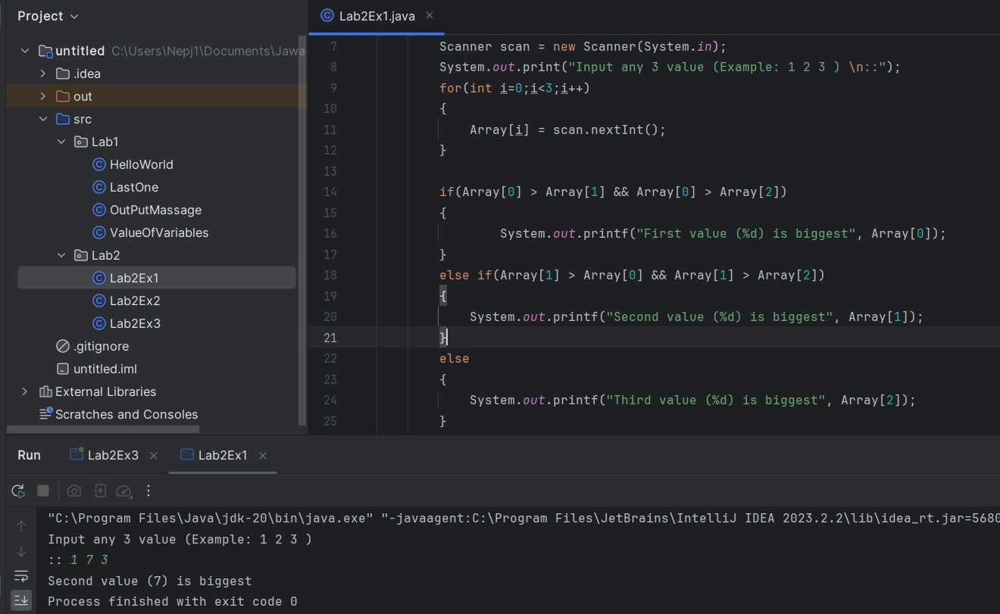 Project
untitled C:\Users\Nepj1\Documents\Jawa
.idea
out
src
Lab1
HelloWorld
LastOne
OutPutMassage
ValueOfVariables
Lab2
Lab2Ex1
Lab2Ex2
Lab2Ex3
.gitignore
untitled.iml
External Libraries
Scratches and Consoles
Lab2Ex1.java
7 Scanner scan = new Scanner(System.in);
8 System.out.print("Input any 3 value (Example: 1 2 3 ) \n::");
9 for(int i=0;i<3;i++)
10 {
11 Array[i] = scan.nextInt();
12 }
13
14 if(Array[0] > Array[1] && Array[0] > Array[2])
15 {
16 System.out.printf("First value (%d) is biggest", Array[0]);
17 }
18 else if(Array[1] > Array[0] && Array[1] > Array[2])
19 {
20 System.out.printf("Second value (%d) is biggest", Array[1]);
21 }
22 else
23 {
24 System.out.printf("Third value (%d) is biggest", Array[2]);
25 }
Run Lab2Ex3 Lab2Ex1
"C:\Program Files\Java\jdk-20\bin\java.exe" "-javaagent:C:\Program Files\JetBrains\IntelliJ IDEA 2023.2.2\lib\idea_rt.jar=5680
Input any 3 value (Example: 1 2 3 )
:: 1 7 3
Second value (7) is biggest
Process finished with exit code 0